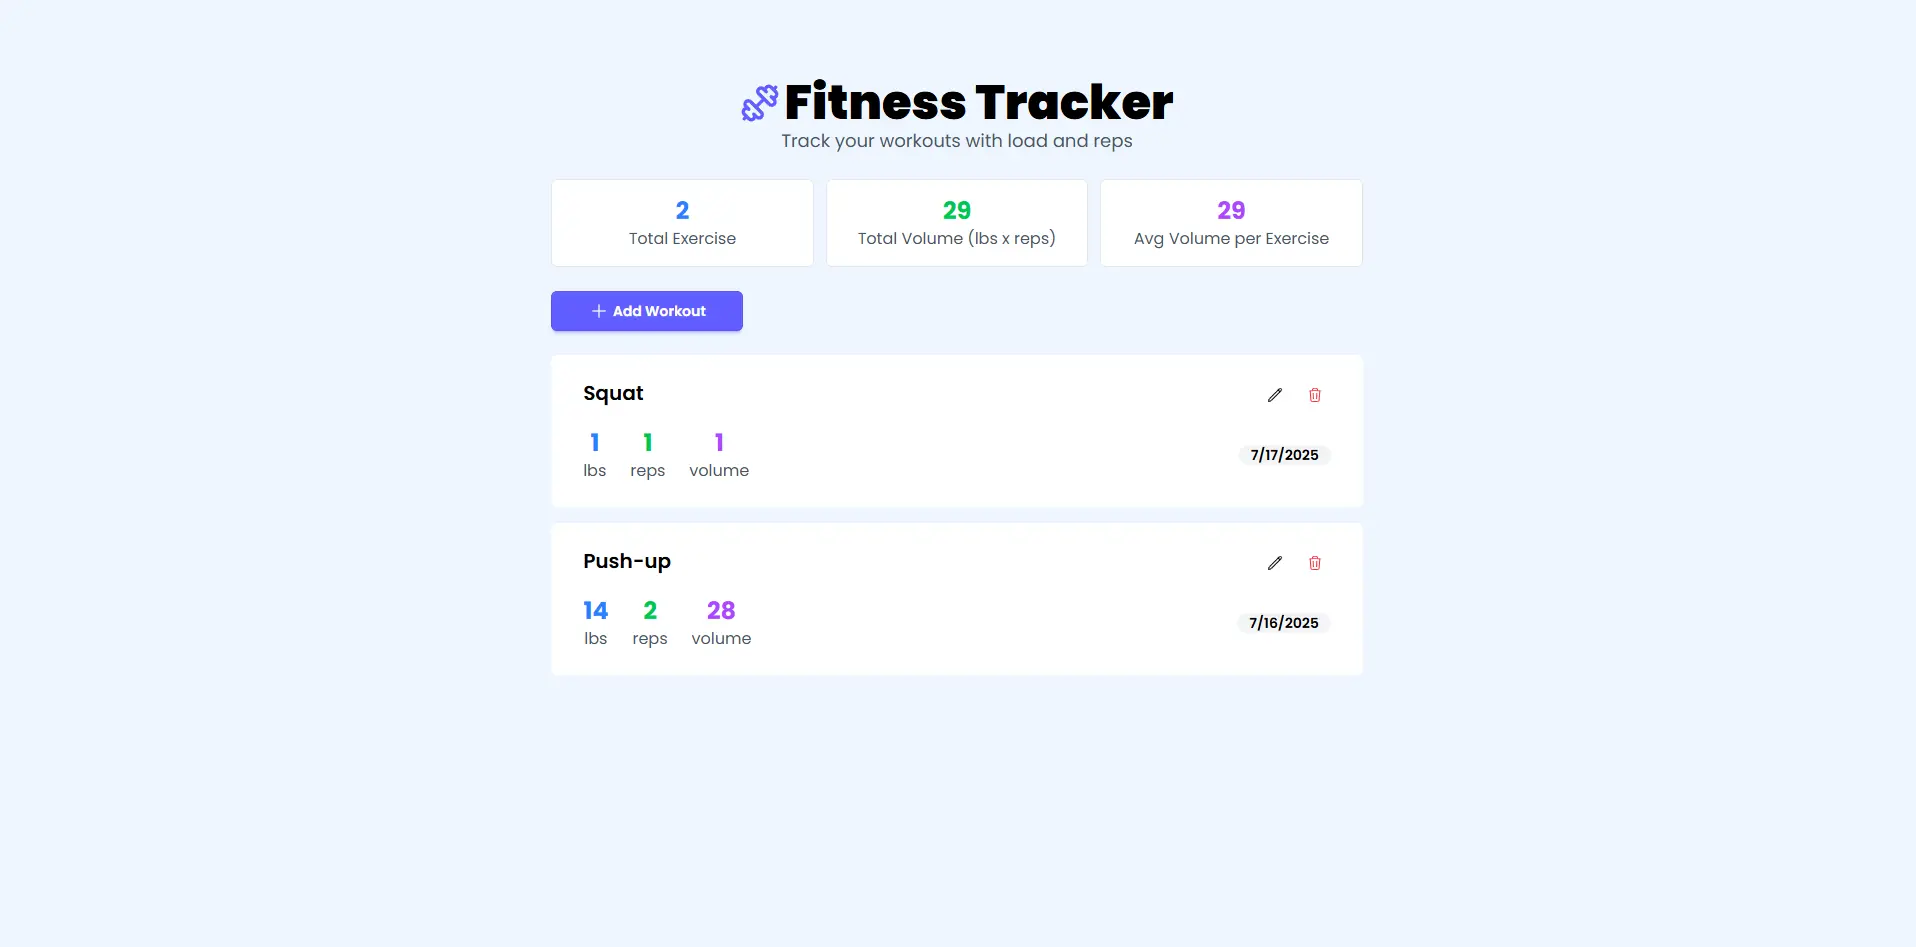 Fitness Tracker
Track your workouts with load and reps
2
Total Exercise
29
Total Volume (lbs x reps)
29
Avg Volume per Exercise
Add Workout
Squat
1 1 1
lbs reps volume
7/17/2025
Push-up
14 2 28
lbs reps volume
7/16/2025